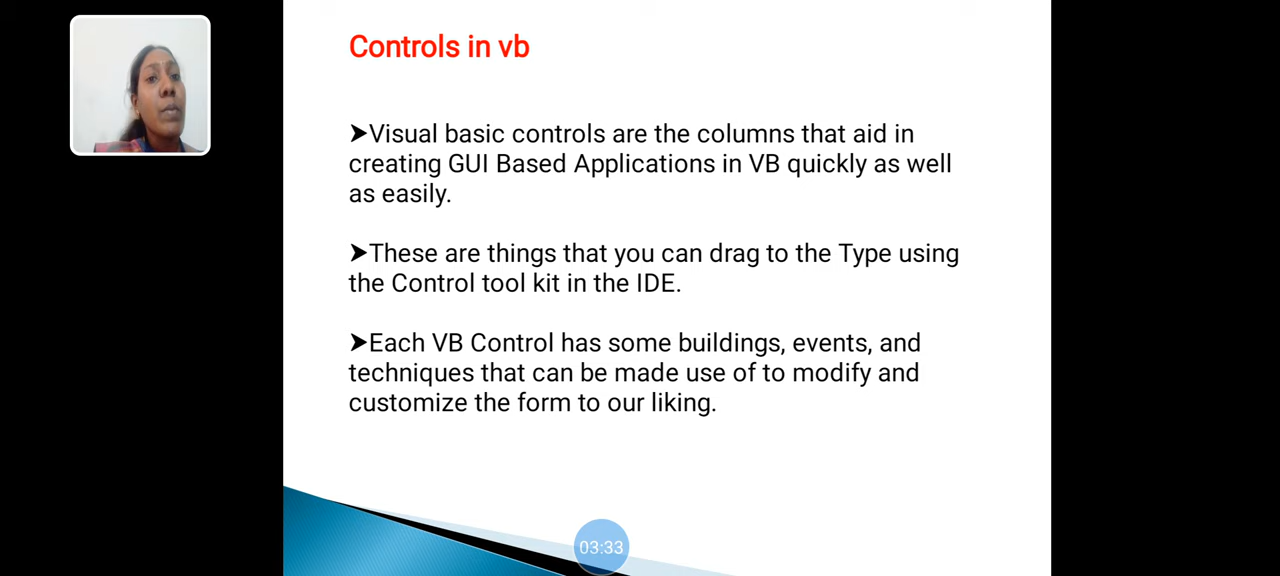 Controls in vb
➤Visual basic controls are the columns that aid in
creating GUI Based Applications in VB quickly as well
as easily.
➤These are things that you can drag to the Type using
the Control tool kit in the IDE.
➤Each VB Control has some buildings, events, and
techniques that can be made use of to modify and
customize the form to our liking.
03:33